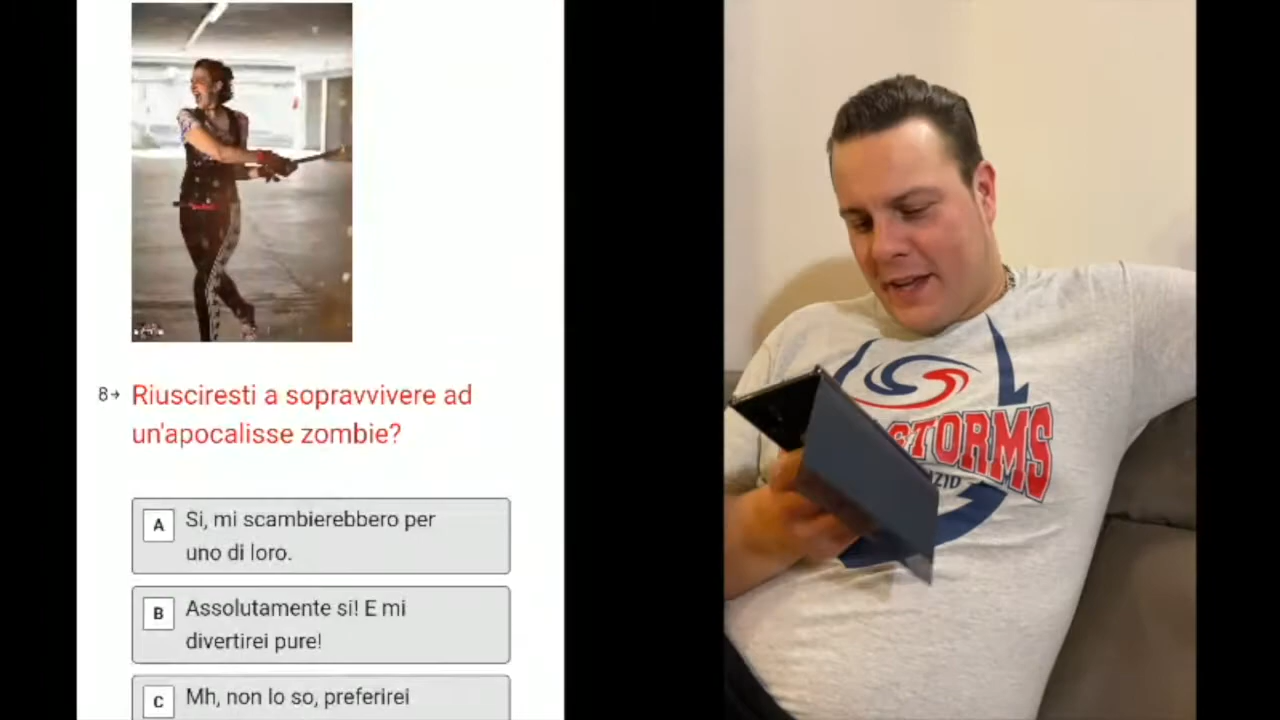 8→ Riusciresti a sopravvivere ad
un'apocalisse zombie?
A Si, mi scambierebbero per
uno di loro.
B Assolutamente si! E mi
divertirei pure!
C Mh, non lo so, preferirei
STORMS